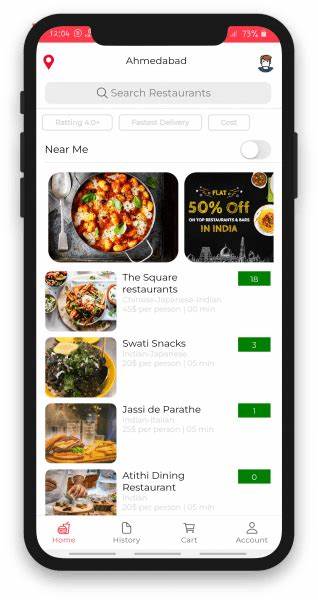 12:04
73%
Ahmedabad
Search Restaurants
Ratting 4.0+ Fastest Delivery Cost
Near Me
FLAT
50% Off
ON TOP RESTAURANTS & BARS
IN INDIA
The Square
restaurants
18
Chinese-Japanese-Indian
45$ per person | 00 min
Swati Snacks
3
Indian-Japanese
20$ per person | 05 min
Jassi de Parathe
1
Indian-Italian
25$ per person | 05 min
Atithi Dining
Restaurant
0
Indian
20$ per person | 05 min
Home History Cart Account